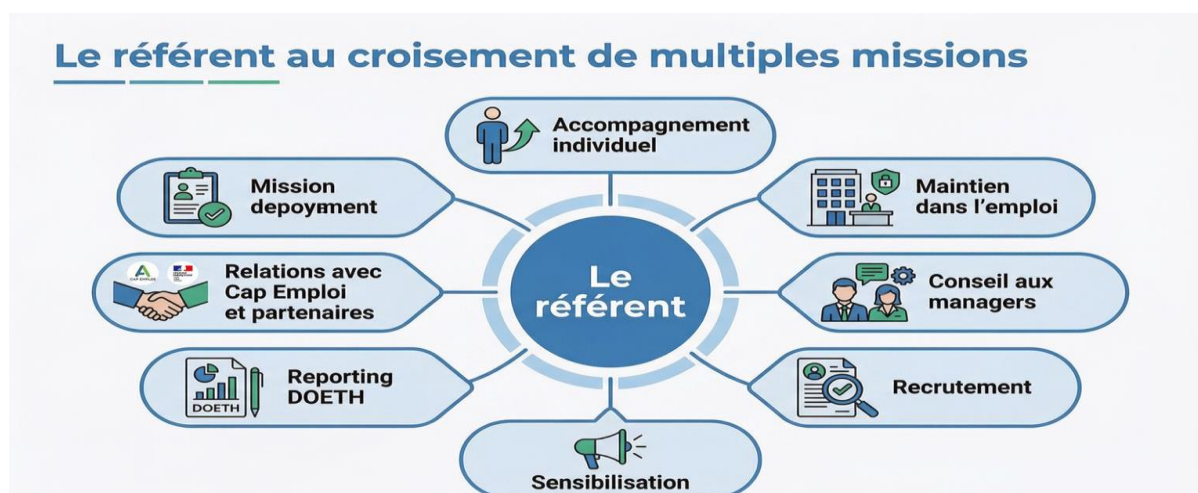 Le référent au croisement de multiples missions
Accompagnement
individuel
Mission
depoyment
Maintien
dans l'emploi
Relations avec
Cap Emploi
et partenaires
Le
référent
Conseil aux
managers
Reporting
DOETH
DOETH
Recrutement
Sensibilisation